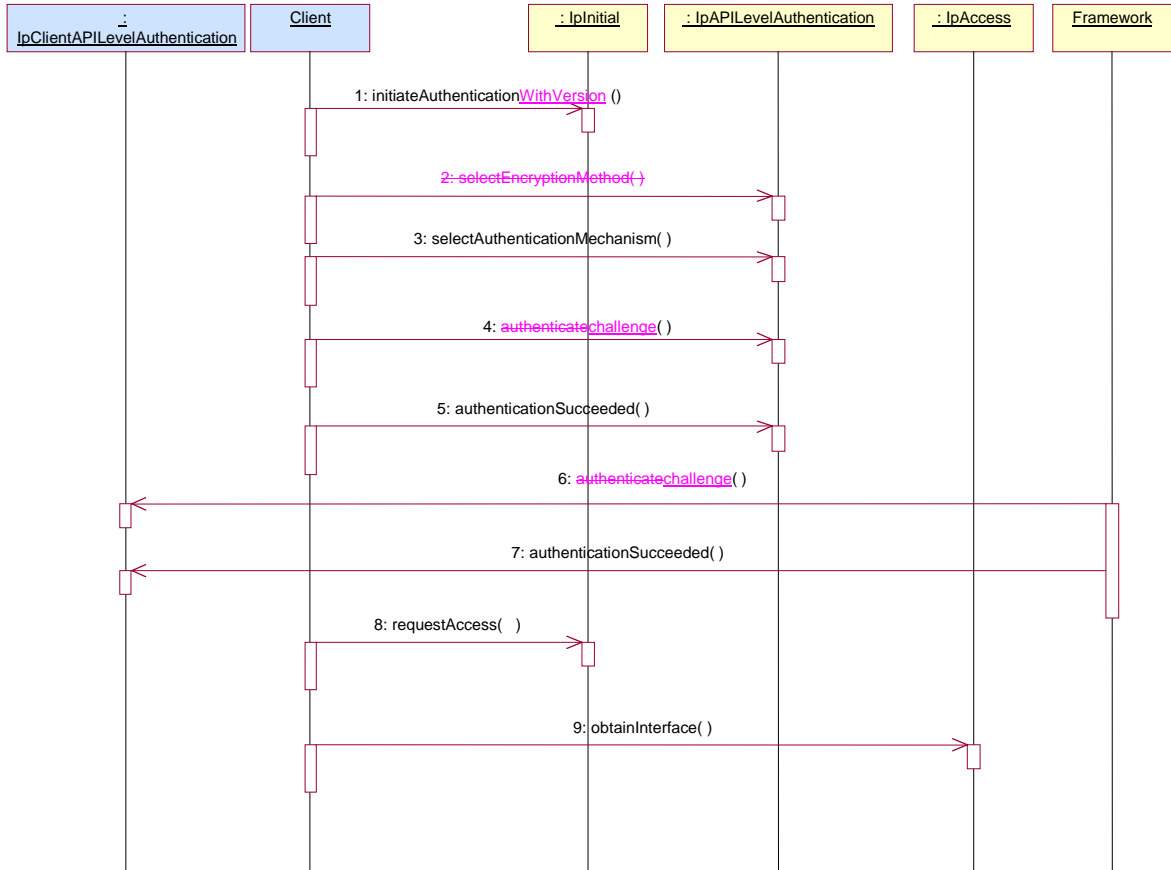 :
IpClientAPILevelAuthentication
Client
: IpInitial
: IpAPILevelAuthentication
: IpAccess
Framework
1: initiateAuthenticationWithVersion ()
2: selectEncryptionMethod( )
3: selectAuthenticationMechanism( )
4: authenticatechallenge( )
5: authenticationSucceeded( )
6: authenticatechallenge( )
7: authenticationSucceeded( )
8: requestAccess(   )
9: obtainInterface( )